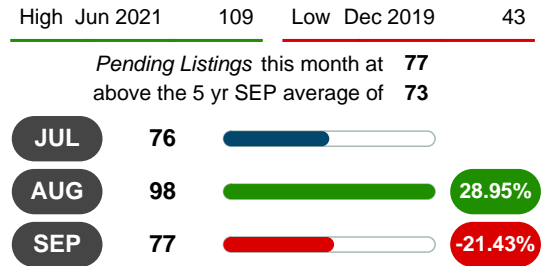 High Jun 2021 109 Low Dec 2019 43
Pending Listings this month at 77
above the 5 yr SEP average of 73
JUL 76
AUG 98 28.95%
SEP 77 -21.43%